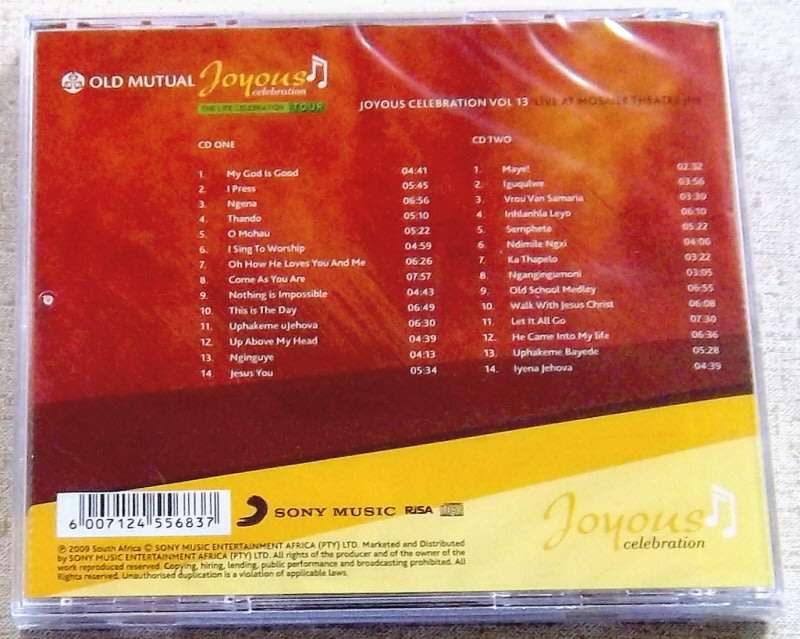 OLD MUTUAL Joyous
celebration
THE LIFE CELEBRATION TOUR
JOYOUS CELEBRATION VOL 13 LIVE AT MOSAIEK THEATRE JHB
CD ONE
1. My God Is Good 04:41
2. I Press 05:45
3. Ngena 06:56
4. Thando 05:10
5. O Mohau 05:22
6. I Sing To Worship 04:59
7. Oh How He Loves You And Me 06:26
8. Come As You Are 07:57
9. Nothing is Impossible 04:43
10. This is The Day 06:49
11. Uphakeme uJehova 06:30
12. Up Above My Head 04:39
13. Nginguye 04:13
14. Jesus You 05:34
CD TWO
1. Maye! 02.32
2. Iguqulwe 03:56
3. Vrou Van Samaria 03:39
4. Inhlanhla Leyo 06:10
5. Semphete 05:22
6. Ndimile Ngxi 04:06
7. Ka Thapelo 03:22
8. Ngangingumoni 03:05
9. Old School Medley 06:55
10. Walk With Jesus Christ 06:08
11. Let It All Go 07:30
12. He Came Into My life 06:36
13. Uphakeme Bayede 05:28
14. Iyena Jehova 04:39
6 007124 556837
SONY MUSIC RiSA
Joyous
celebration
℗ 2009 South Africa © SONY MUSIC ENTERTAINMENT AFRICA (PTY) LTD. Marketed and Distributed
by SONY MUSIC ENTERTAINMENT AFRICA (PTY) LTD. All rights of the producer and of the owner of the
work reproduced reserved. Copying, hiring, lending, public performance and broadcasting prohibited. All
Rights reserved. Unauthorised duplication is a violation of applicable laws.